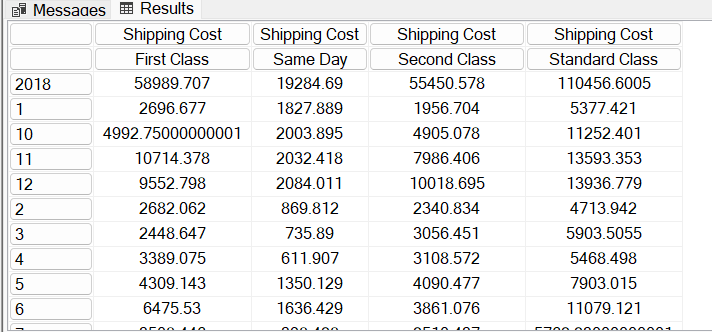 Messages Results
Shipping Cost Shipping Cost Shipping Cost Shipping Cost
First Class Same Day Second Class Standard Class
2018 58989.707 19284.69 55450.578 110456.6005
1 2696.677 1827.889 1956.704 5377.421
10 4992.75000000001 2003.895 4905.078 11252.401
11 10714.378 2032.418 7986.406 13593.353
12 9552.798 2084.011 10018.695 13936.779
2 2682.062 869.812 2340.834 4713.942
3 2448.647 735.89 3056.451 5903.5055
4 3389.075 611.907 3108.572 5468.498
5 4309.143 1350.129 4090.477 7903.015
6 6475.53 1636.429 3861.076 11079.121